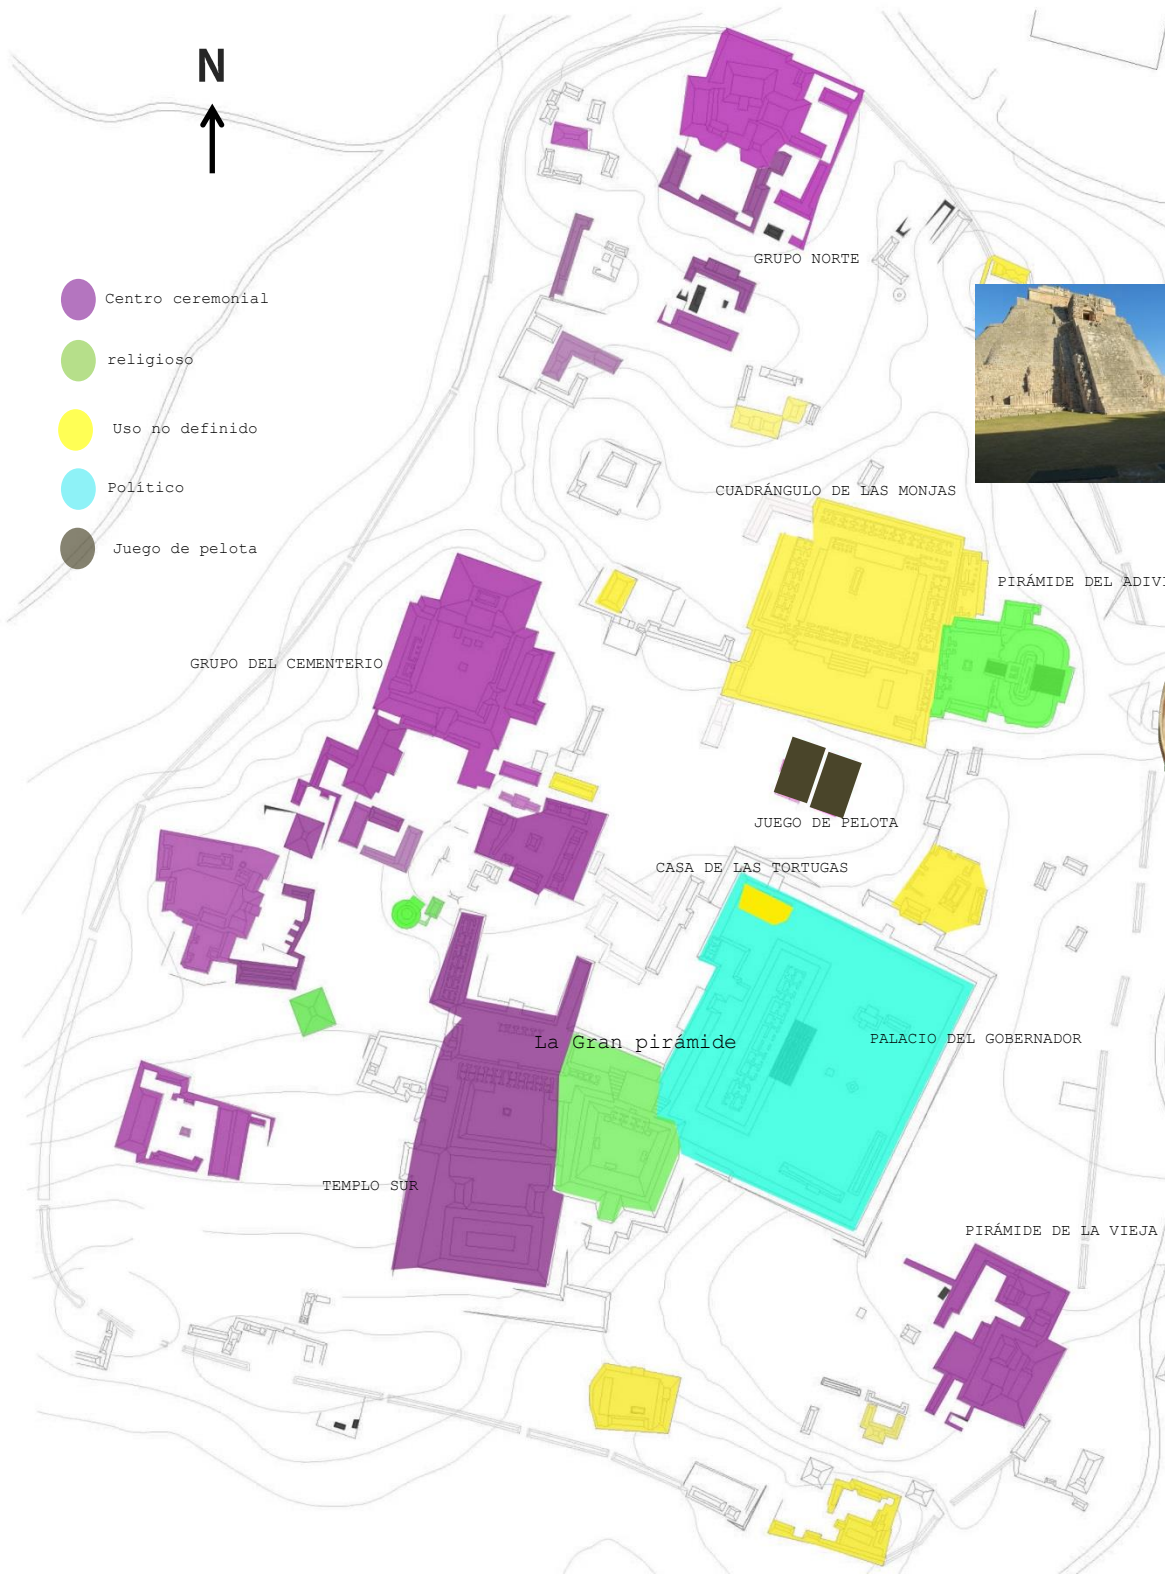 N
GRUPO NORTE
Centro ceremonial
religioso
Uso no definido
Político
Juego de pelota
CUADRÁNGULO DE LAS MONJAS
PIRÁMIDE DEL ADIVI
GRUPO DEL CEMENTERIO
JUEGO DE PELOTA
CASA DE LAS TORTUGAS
La Gran pirámide
PALACIO DEL GOBERNADOR
TEMPLO SUR
PIRÁMIDE DE LA VIEJA